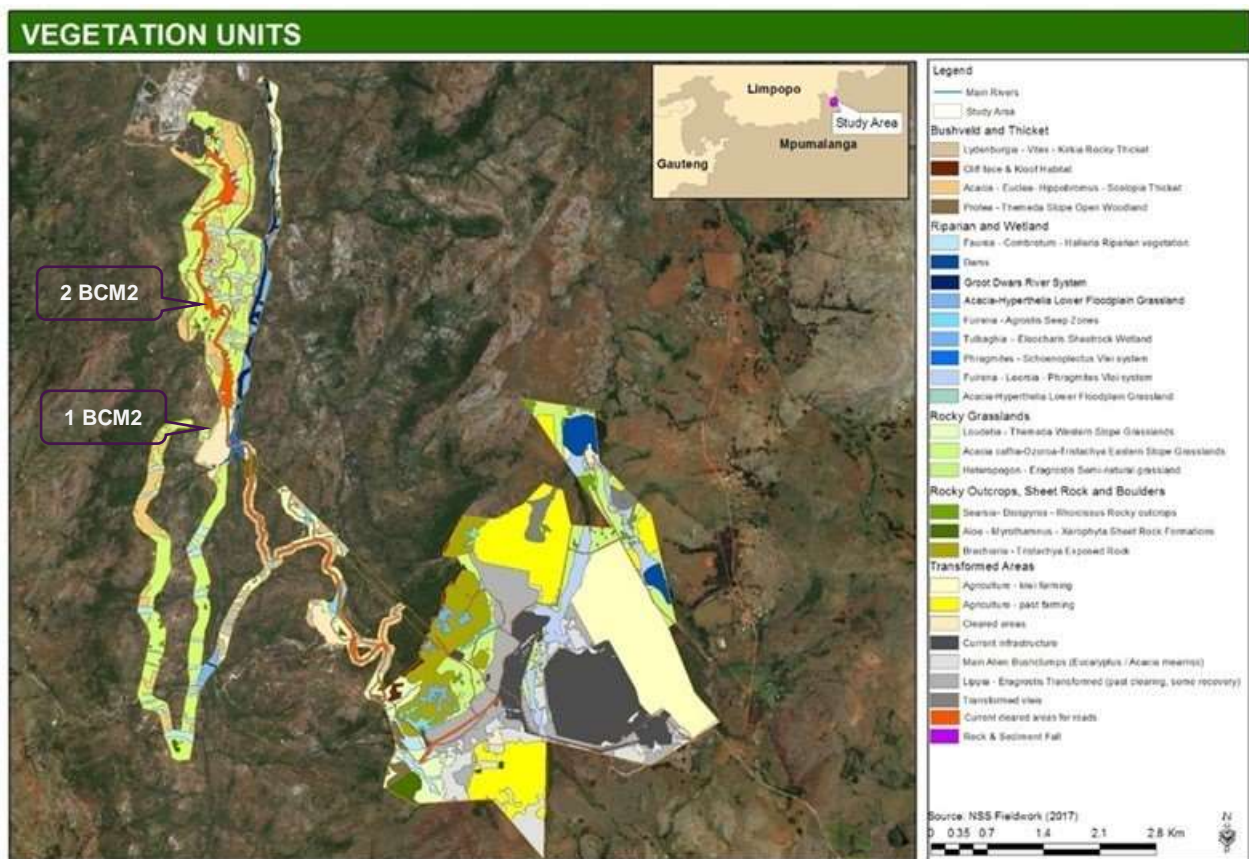 VEGETATION UNITS
Limpopo
Study Area
Mpumalanga
Gauteng
2 BCM2
1 BCM2
Legend
Main Rivers
Study Area
Bushveld and Thicket
Lydenburgia - Vitex - Kirkia Rocky Thicket
Cliff face & Kloof Habitat
Acacia - Euclea - Hippobromus - Scolopia Thicket
Protea - Themeda Slope Open Woodland
Riparian and Wetland
Faurea - Combretum - Halleria Riparian vegetation
Dams
Groot Dwars River System
Acacia-Hyperthelia Lower Floodplain Grassland
Fuirena - Agrostis Seep Zones
Tulbaghia - Eleocharis Sheetrock Wetland
Phragmites - Schoenoplectus Vlei system
Fuirena - Leersia - Phragmites Vlei system
Acacia-Hyperthelia Lower Floodplain Grassland
Rocky Grasslands
Loudetia - Themeda Western Slope Grasslands
Acacia caffra-Ozoroa-Tristachya Eastern Slope Grasslands
Heteropogon - Eragrostis Semi-natural grassland
Rocky Outcrops, Sheet Rock and Boulders
Searsia - Diospyros - Rhoicissus Rocky outcrops
Aloe - Myrothamnus - Xerophyta Sheet Rock Formations
Brachiaria - Tristachya Exposed Rock
Transformed Areas
Agriculture - kiwi farming
Agriculture - past farming
Cleared areas
Current infrastructure
Main Alien Bushclumps (Eucalyptus / Acacia mearnsii)
Lippia - Eragrostis Transformed (past clearing, some recovery)
Transformed vleis
Current cleared areas for roads
Rock & Sediment Fall
Source: NSS Fieldwork (2017)
N
0 0.35 0.7 1.4 2.1 2.8 Km